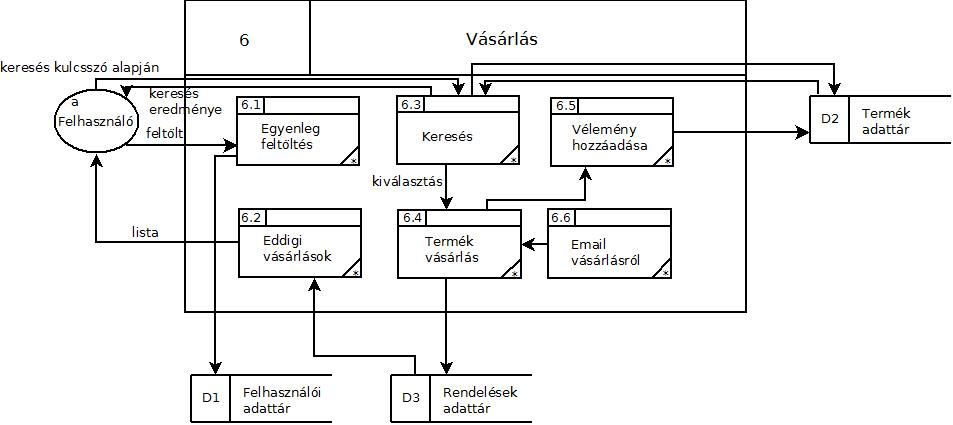 6
Vásárlás
keresés kulcsszó alapján
a
Felhasználó
keresés
eredménye
feltölt
6.1
Egyenleg
feltöltés
*
6.3
Keresés
*
6.5
Vélemény
hozzáadása
*
D2
Termék
adattár
kiválasztás
lista
6.2
Eddigi
vásárlások
*
6.4
Termék
vásárlás
*
6.6
Email
vásárlásról
*
D1
Felhasználói
adattár
D3
Rendelések
adattár